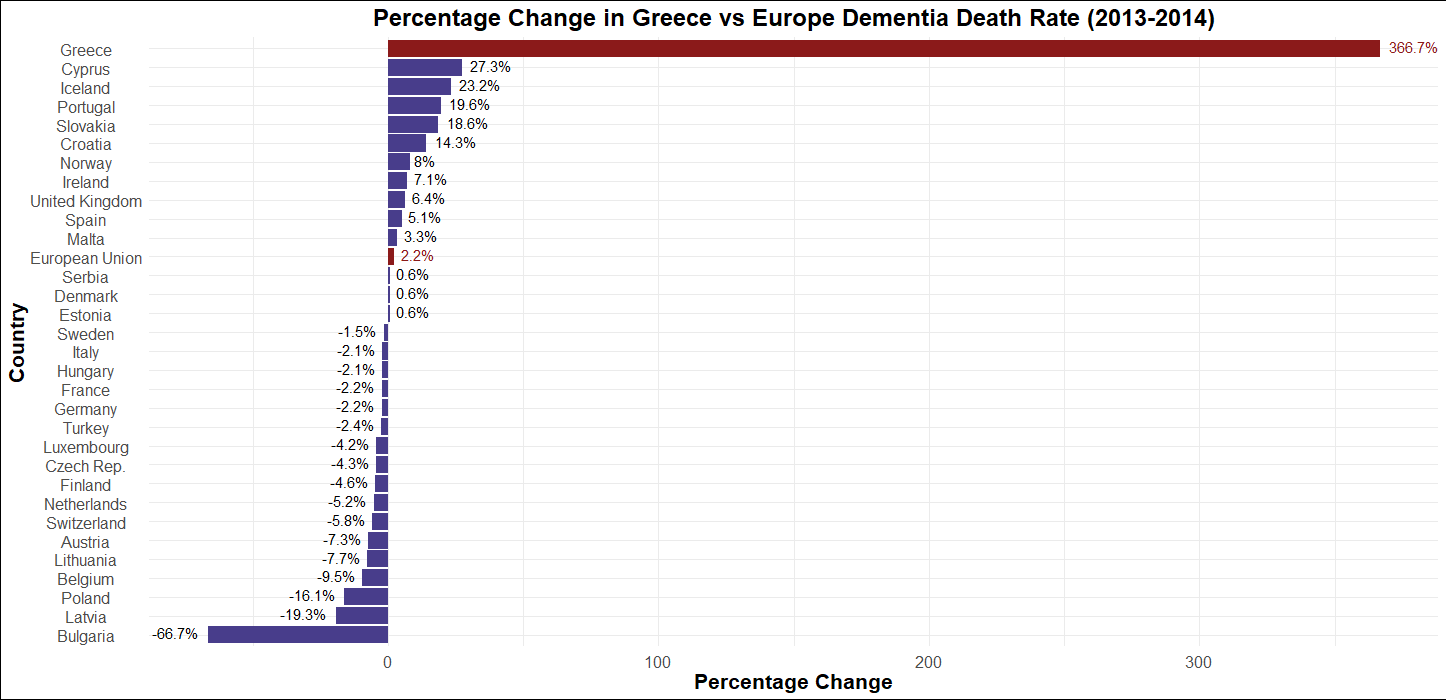 Percentage Change in Greece vs Europe Dementia Death Rate (2013-2014)
Greece 366.7%
Cyprus 27.3%
Iceland 23.2%
Portugal 19.6%
Slovakia 18.6%
Croatia 14.3%
Norway 8%
Ireland 7.1%
United Kingdom 6.4%
Spain 5.1%
Malta 3.3%
European Union 2.2%
Serbia 0.6%
Denmark 0.6%
Estonia 0.6%
Sweden -1.5%
Italy -2.1%
Hungary -2.1%
France -2.2%
Germany -2.2%
Turkey -2.4%
Luxembourg -4.2%
Czech Rep. -4.3%
Finland -4.6%
Netherlands -5.2%
Switzerland -5.8%
Austria -7.3%
Lithuania -7.7%
Belgium -9.5%
Poland -16.1%
Latvia -19.3%
Bulgaria -66.7%
Country
0 100 200 300
Percentage Change